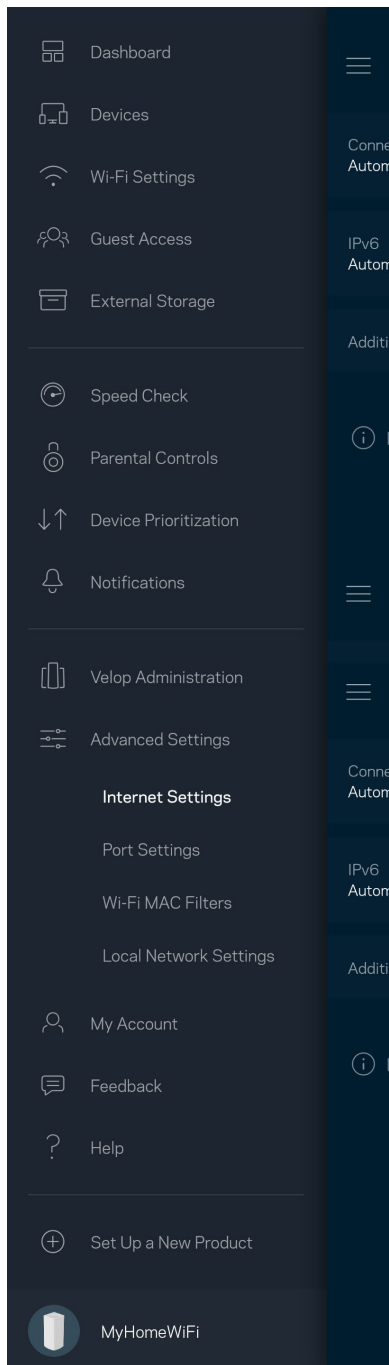 Dashboard
Devices
Wi-Fi Settings
Guest Access
External Storage
Speed Check
Parental Controls
Device Prioritization
Notifications
Velop Administration
Advanced Settings
Internet Settings
Port Settings
Wi-Fi MAC Filters
Local Network Settings
My Account
Feedback
Help
Set Up a New Product
MyHomeWiFi
IPv6
IPv6